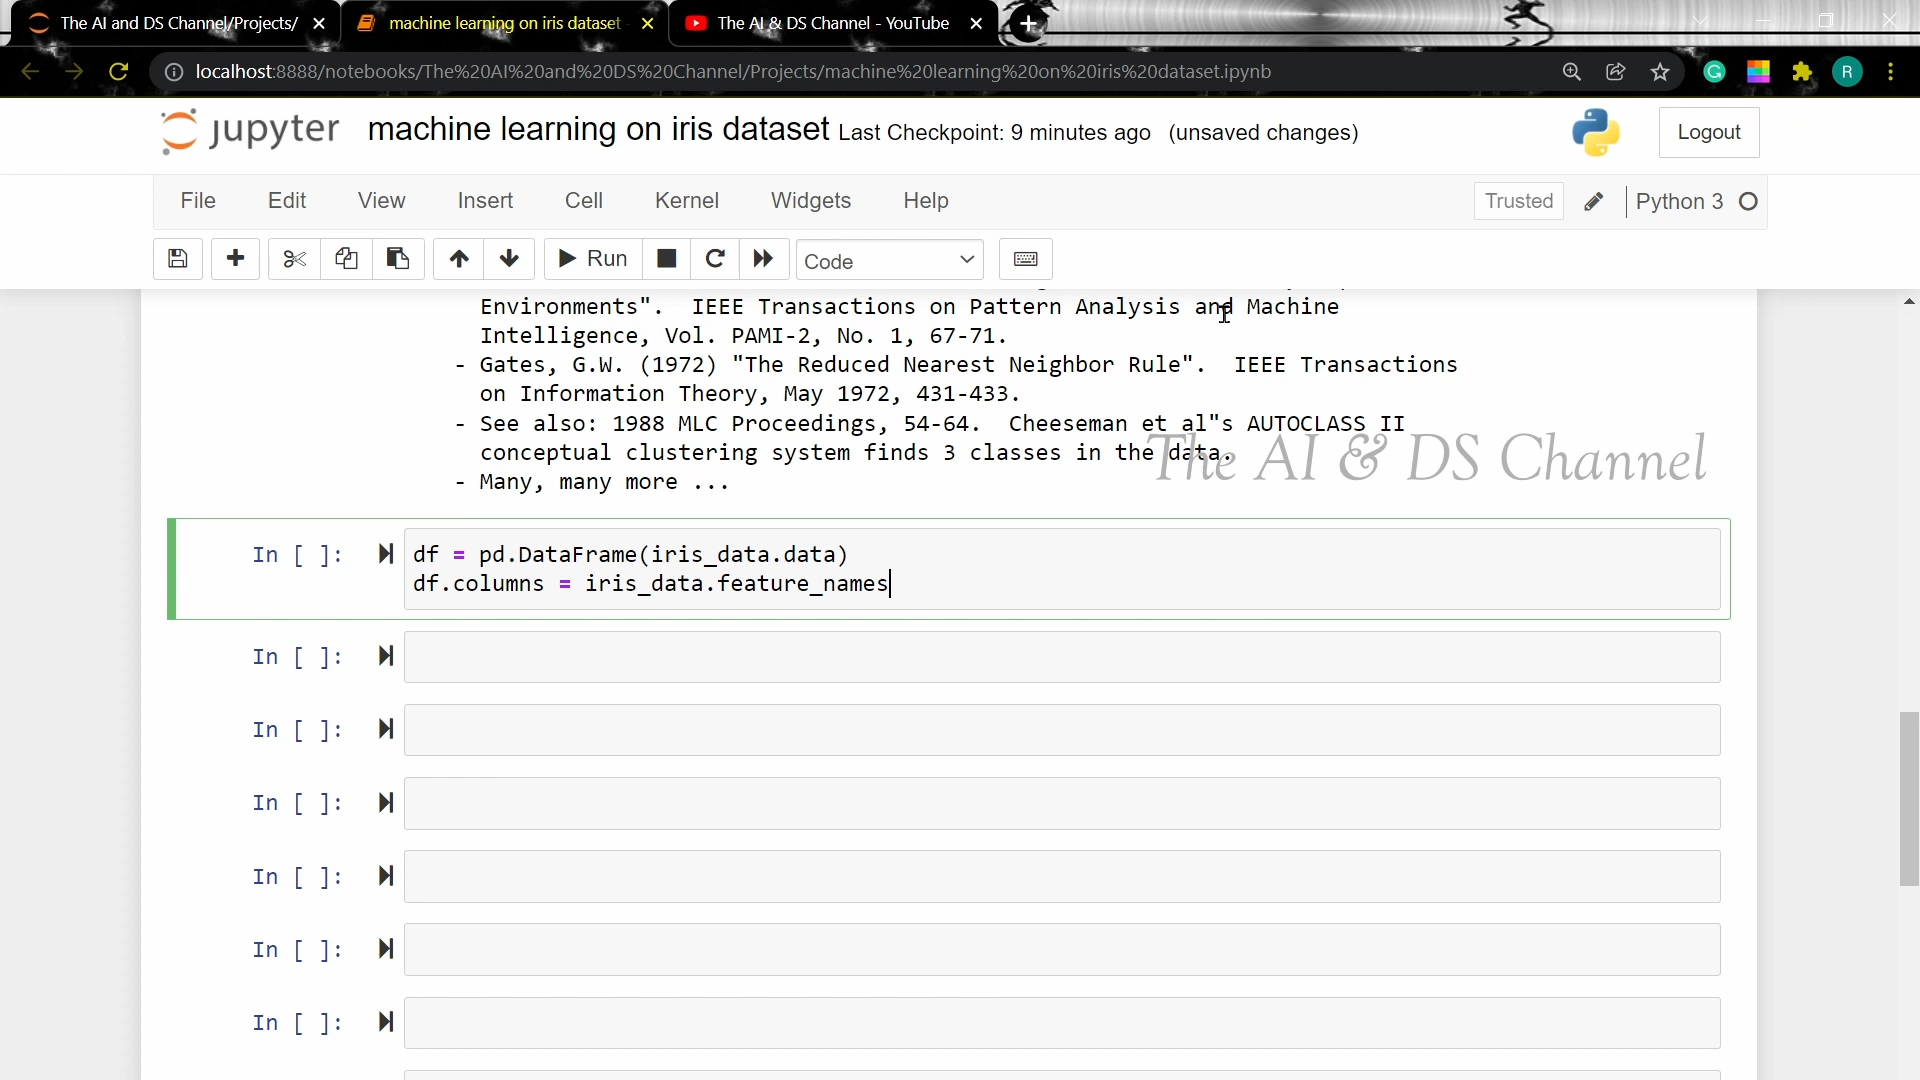 The AI and DS Channel/Projects/
machine learning on iris dataset
The AI & DS Channel - YouTube
localhost:8888/notebooks/The%20AI%20and%20DS%20Channel/Projects/machine%20learning%20on%20iris%20dataset.ipynb
R
jupyter machine learning on iris dataset Last Checkpoint: 9 minutes ago (unsaved changes)
Logout
File Edit View Insert Cell Kernel Widgets Help
Trusted Python 3
Run Code
Environments". IEEE Transactions on Pattern Analysis and Machine
Intelligence, Vol. PAMI-2, No. 1, 67-71.
- Gates, G.W. (1972) "The Reduced Nearest Neighbor Rule". IEEE Transactions
on Information Theory, May 1972, 431-433.
- See also: 1988 MLC Proceedings, 54-64. Cheeseman et al"s AUTOCLASS II
conceptual clustering system finds 3 classes in the data.
- Many, many more ...
The AI & DS Channel
In [ ]: df = pd.DataFrame(iris_data.data)
df.columns = iris_data.feature_names
In [ ]:
In [ ]:
In [ ]:
In [ ]:
In [ ]:
In [ ]: